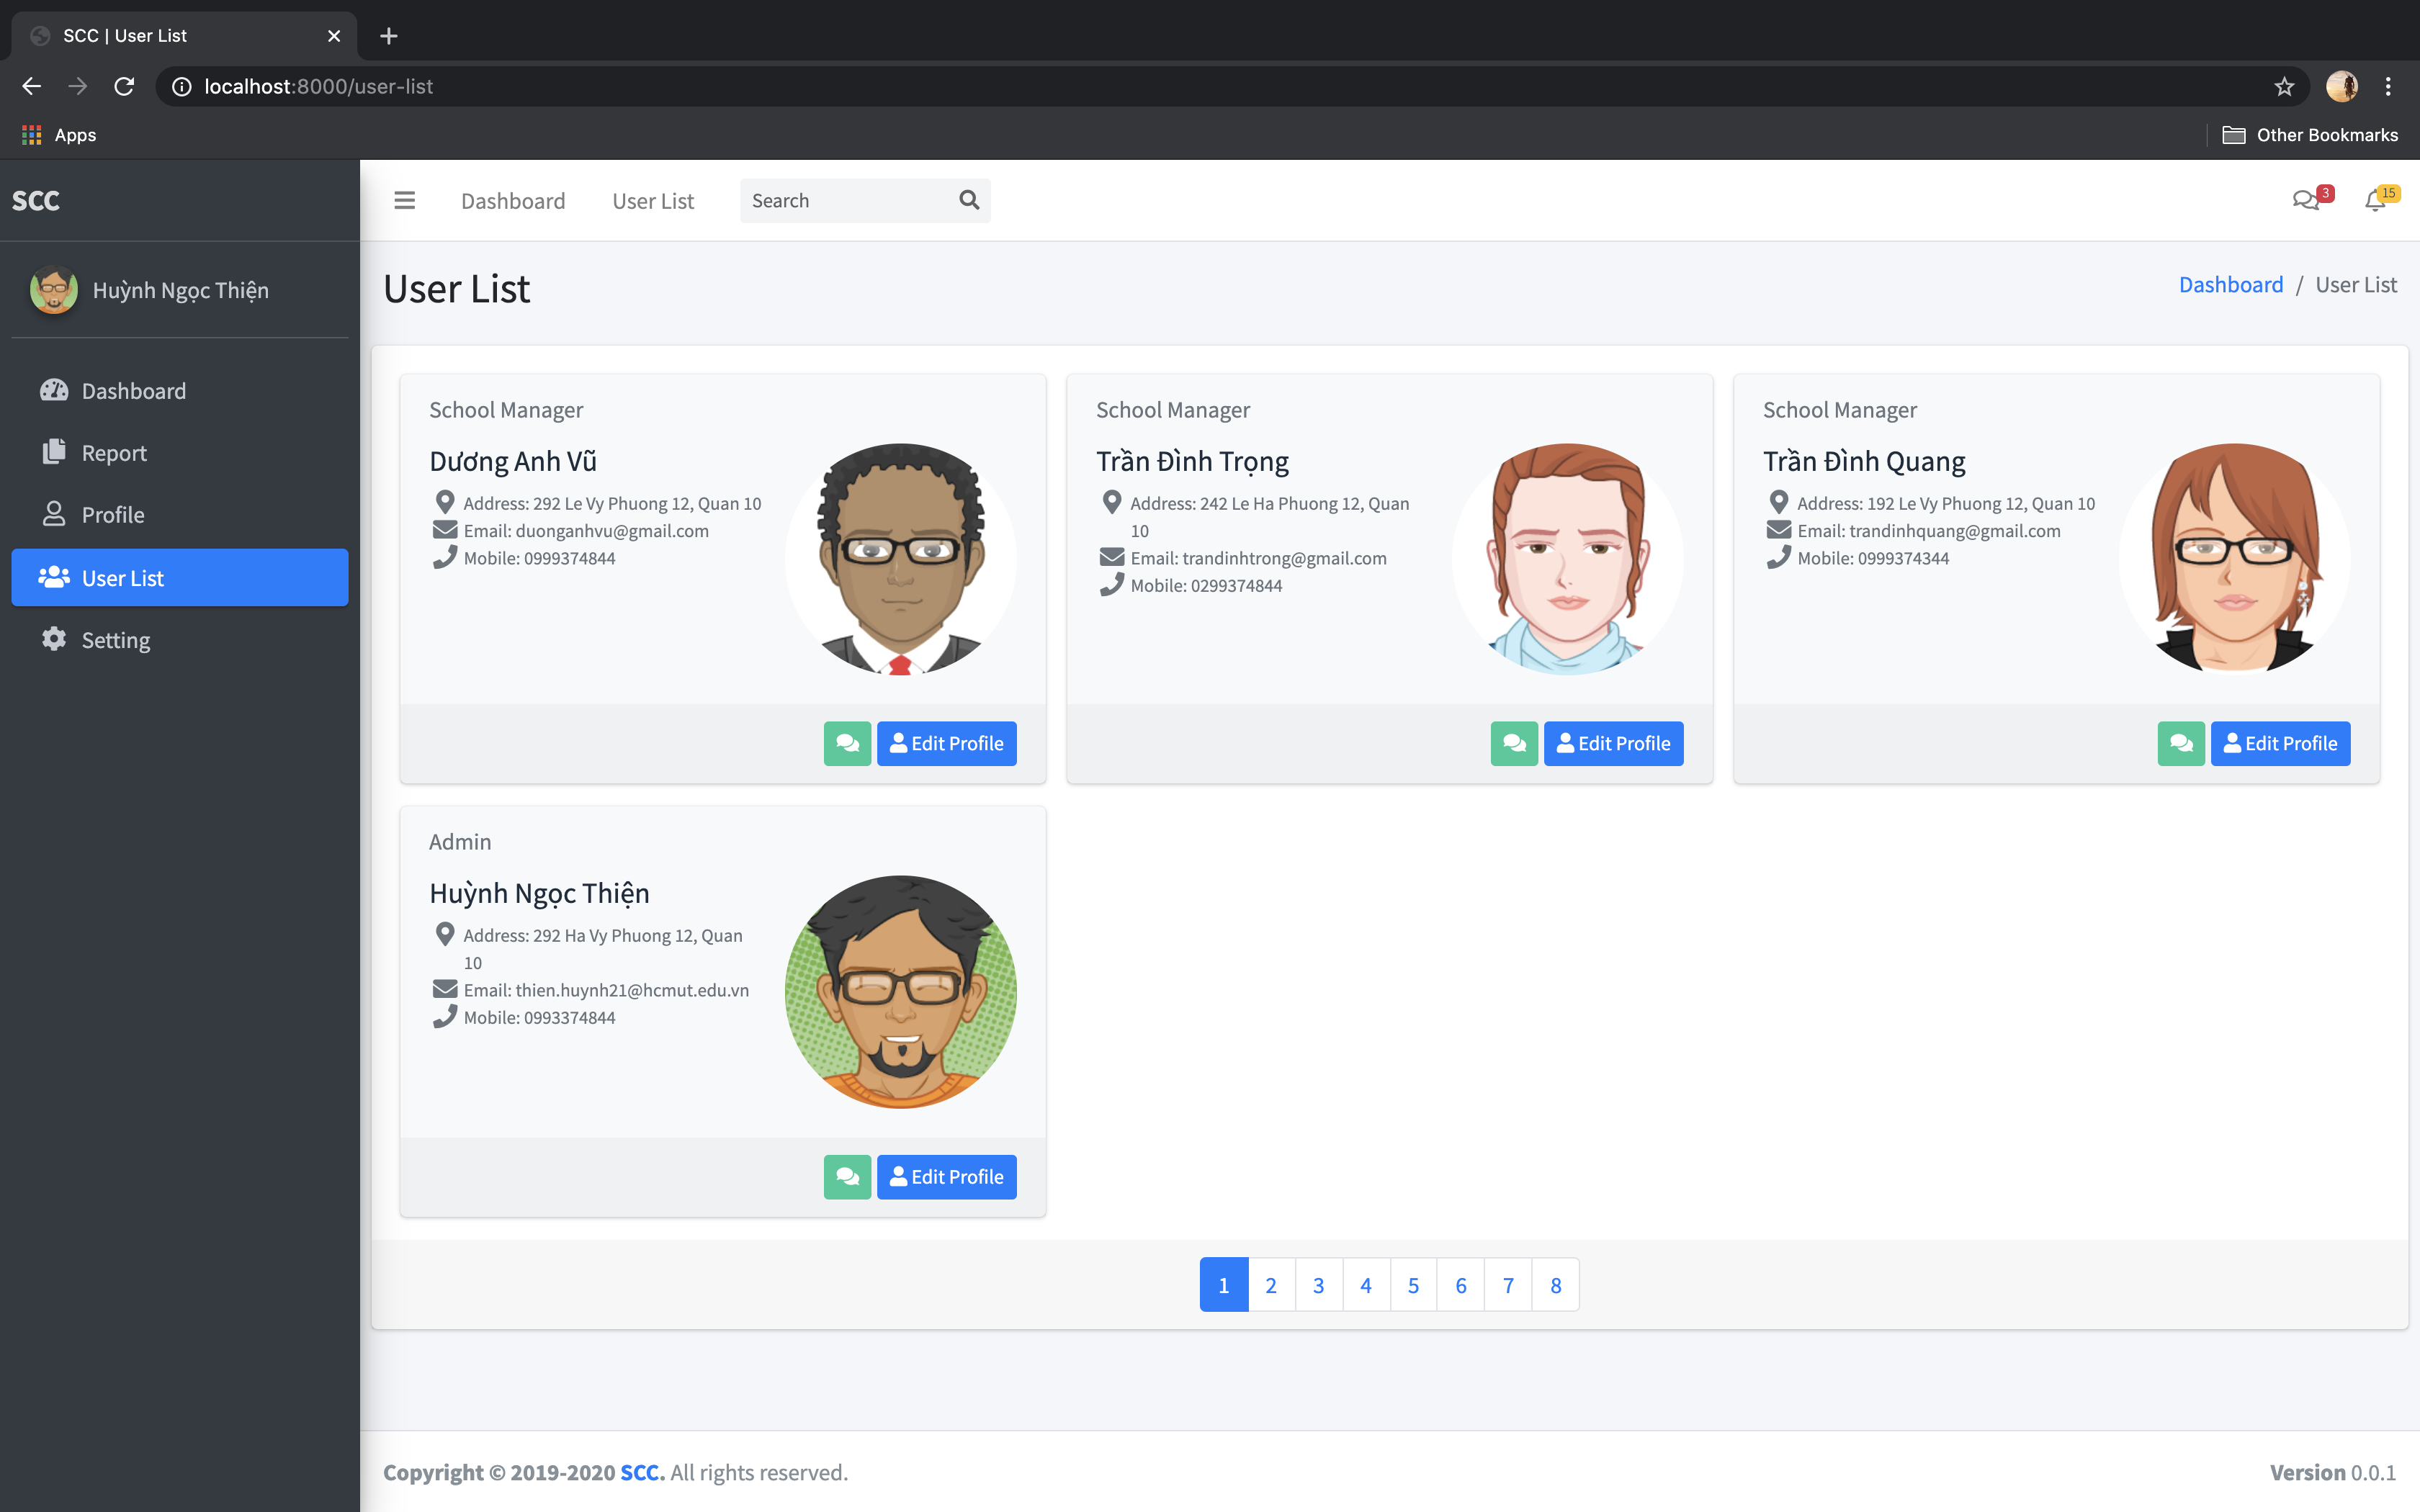 SCC | User List
localhost:8000/user-list
Apps
Other Bookmarks
SCC
Dashboard
User List
Search
3
15
Huỳnh Ngọc Thiện
Dashboard
Report
Profile
User List
Setting
User List
Dashboard / User List
School Manager
Dương Anh Vũ
Address: 292 Le Vy Phuong 12, Quan 10
Email: duonganhvu@gmail.com
Mobile: 0999374844
Edit Profile
School Manager
Trần Đình Trọng
Address: 242 Le Ha Phuong 12, Quan
10
Email: trandinhtrong@gmail.com
Mobile: 0299374844
Edit Profile
School Manager
Trần Đình Quang
Address: 192 Le Vy Phuong 12, Quan 10
Email: trandinhquang@gmail.com
Mobile: 0999374344
Edit Profile
Admin
Huỳnh Ngọc Thiện
Address: 292 Ha Vy Phuong 12, Quan
10
Email: thien.huynh21@hcmut.edu.vn
Mobile: 0993374844
Edit Profile
1 2 3 4 5 6 7 8
Copyright © 2019-2020 SCC. All rights reserved.
Version 0.0.1